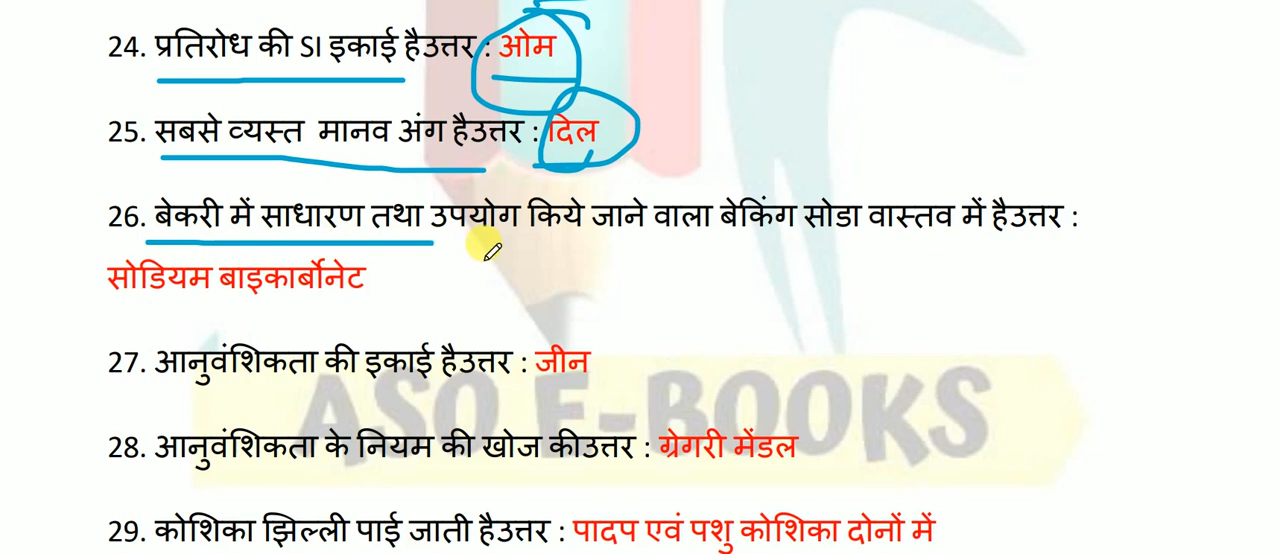 24. प्रतिरोध की SI इकाई हैउत्तर : ओम
25. सबसे व्यस्त मानव अंग हैउत्तर : दिल
26. बेकरी में साधारण तथा उपयोग किये जाने वाला बेकिंग सोडा वास्तव में हैउत्तर :
सोडियम बाइकार्बोनेट
27. आनुवंशिकता की इकाई हैउत्तर : जीन
28. आनुवंशिकता के नियम की खोज कीउत्तर : ग्रेगरी मेंडल
ASO E-BOOKS
29. कोशिका झिल्ली पाई जाती हैउत्तर : पादप एवं पशु कोशिका दोनों में